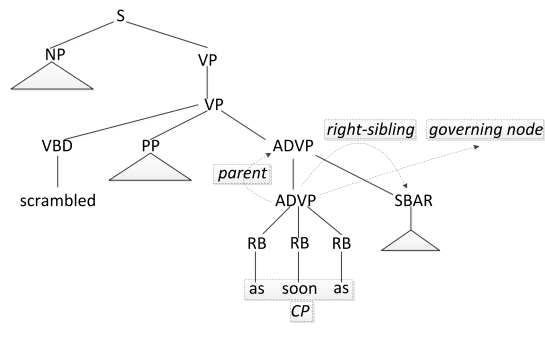 S
NP
VP
VP
VBD PP ADVP right-sibling governing node
parent
scrambled ADVP SBAR
RB RB RB
as soon as
CP